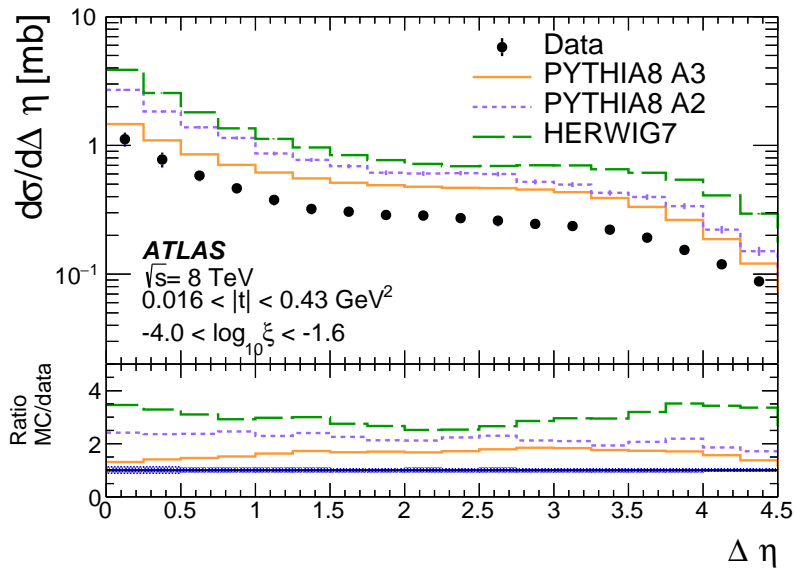 dσ/dΔ η [mb]
10
1
10⁻¹
Data
PYTHIA8 A3
PYTHIA8 A2
HERWIG7
ATLAS
√s= 8 TeV
0.016 < |t| < 0.43 GeV²
-4.0 < log₁₀ξ < -1.6
Ratio
MC/data
4
2
0
0 0.5 1 1.5 2 2.5 3 3.5 4 4.5
Δ η